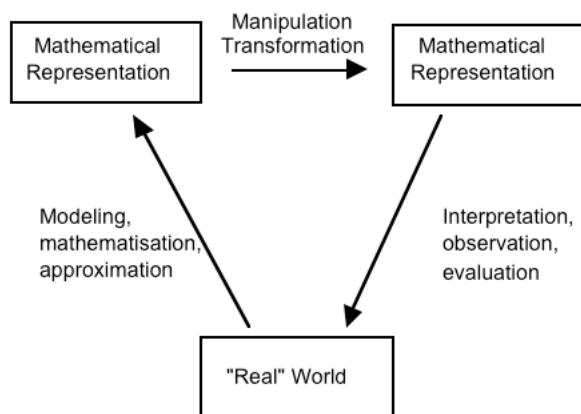 Manipulation
Transformation
Mathematical
Representation
Mathematical
Representation
Modeling,
mathematisation,
approximation
Interpretation,
observation,
evaluation
"Real" World